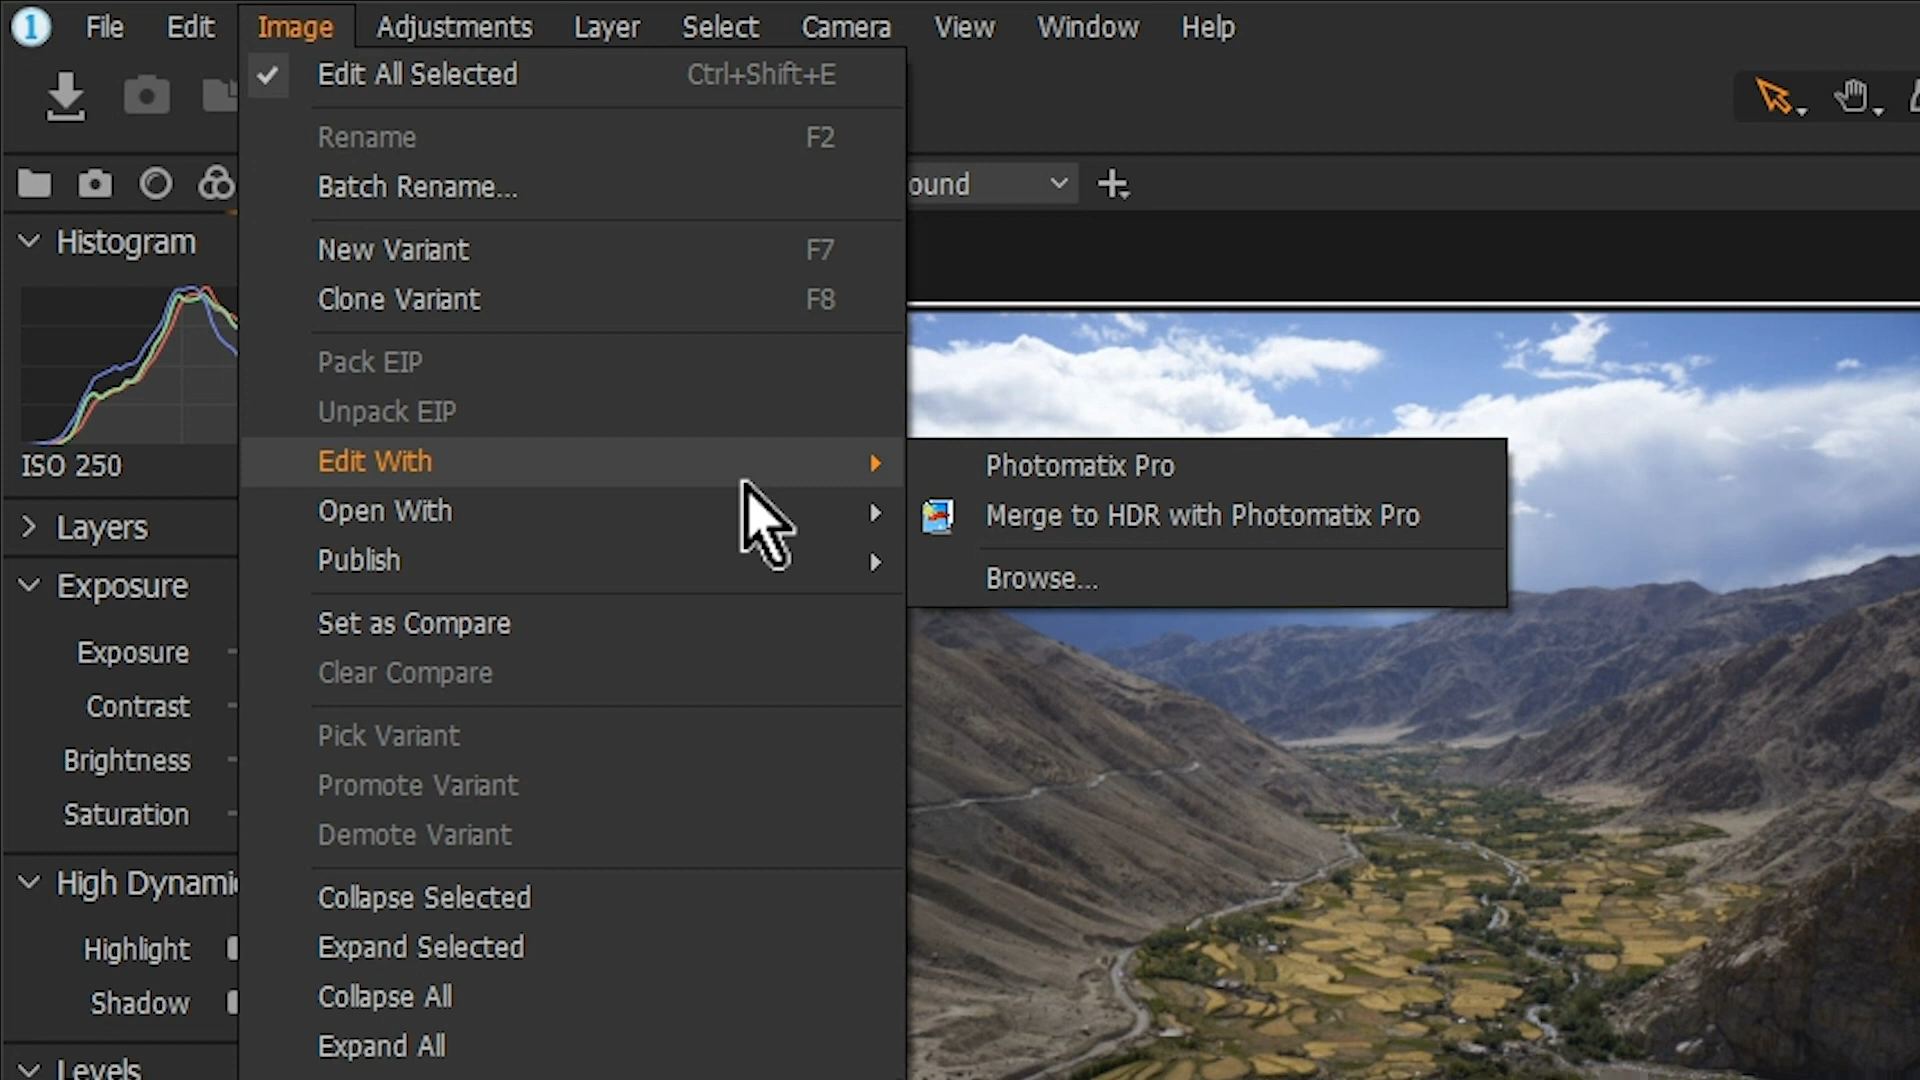 1 File Edit Image Adjustments Layer Select Camera View Window Help
Edit All Selected Ctrl+Shift+E
Rename F2
Batch Rename...
ound
Histogram
New Variant F7
Clone Variant F8
Pack EIP
Unpack EIP
ISO 250
Edit With
Photomatix Pro
Open With
Merge to HDR with Photomatix Pro
Layers
Publish
Browse...
Exposure
Set as Compare
Exposure
Clear Compare
Contrast
Pick Variant
Brightness
Promote Variant
Saturation
Demote Variant
High Dynamic
Collapse Selected
Highlight
Expand Selected
Shadow
Collapse All
Expand All
Levels